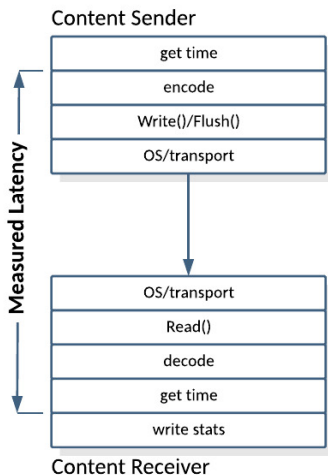 Content Sender
get time
encode
Write()/Flush()
OS/transport
Measured Latency
OS/transport
Read()
decode
get time
write stats
Content Receiver